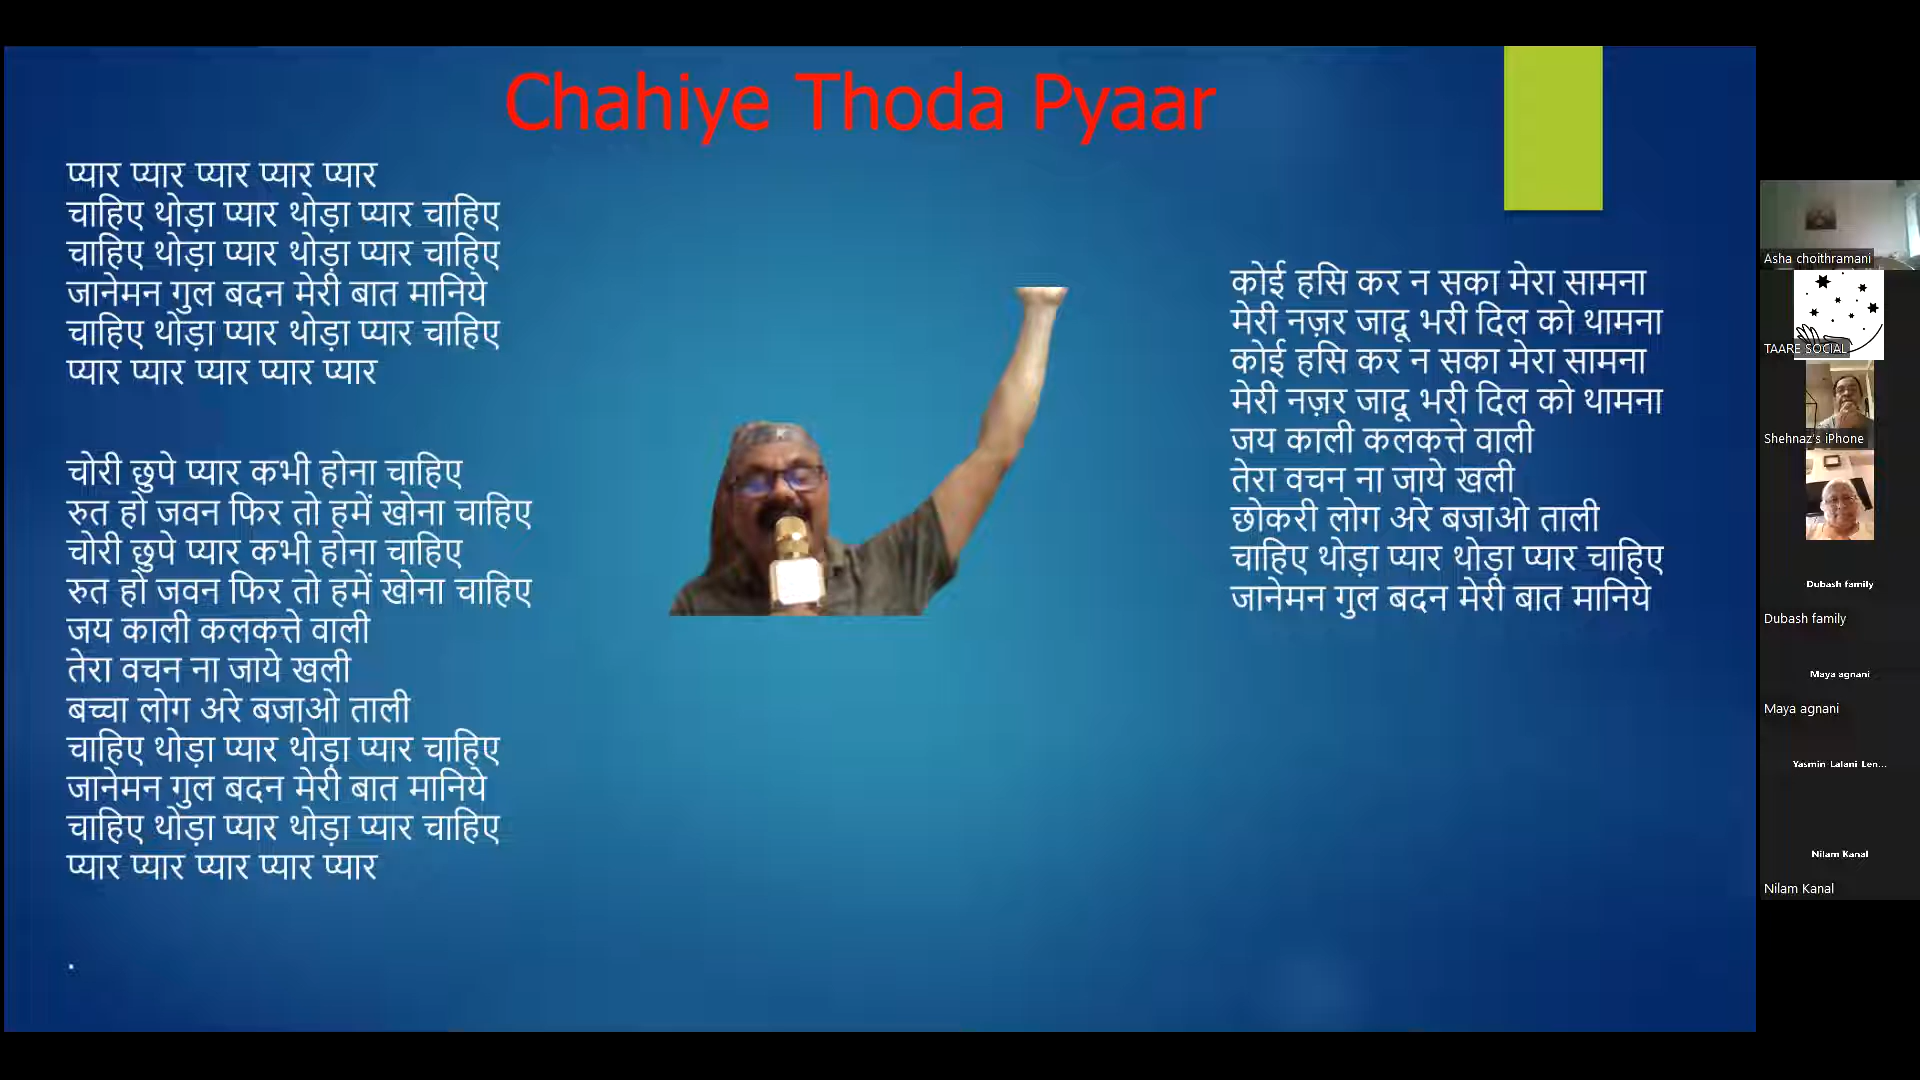 Chahiye Thoda Pyaar
प्यार प्यार प्यार प्यार प्यार
चाहिए थोड़ा प्यार थोड़ा प्यार चाहिए
चाहिए थोड़ा प्यार थोड़ा प्यार चाहिए
जानेमन गुल बदन मेरी बात मानिये
चाहिए थोड़ा प्यार थोड़ा प्यार चाहिए
प्यार प्यार प्यार प्यार प्यार
चोरी छुपे प्यार कभी होना चाहिए
रुत हो जवन फिर तो हमें खोना चाहिए
चोरी छुपे प्यार कभी होना चाहिए
रुत हो जवन फिर तो हमें खोना चाहिए
जय काली कलकत्ते वाली
तेरा वचन ना जाये खली
बच्चा लोग अरे बजाओ ताली
चाहिए थोड़ा प्यार थोड़ा प्यार चाहिए
जानेमन गुल बदन मेरी बात मानिये
चाहिए थोड़ा प्यार थोड़ा प्यार चाहिए
प्यार प्यार प्यार प्यार प्यार
.
कोई हसि कर न सका मेरा सामना
मेरी नज़र जादू भरी दिल को थामना
कोई हसि कर न सका मेरा सामना
मेरी नज़र जादू भरी दिल को थामना
जय काली कलकत्ते वाली
तेरा वचन ना जाये खली
छोकरी लोग अरे बजाओ ताली
चाहिए थोड़ा प्यार थोड़ा प्यार चाहिए
जानेमन गुल बदन मेरी बात मानिये
Asha choithramani
TAARE SOCIAL
Shehnaz's iPhone
Dubash family
Dubash family
Maya agnani
Maya agnani
Yasmin Lalani Len...
Nilam Kanal
Nilam Kanal